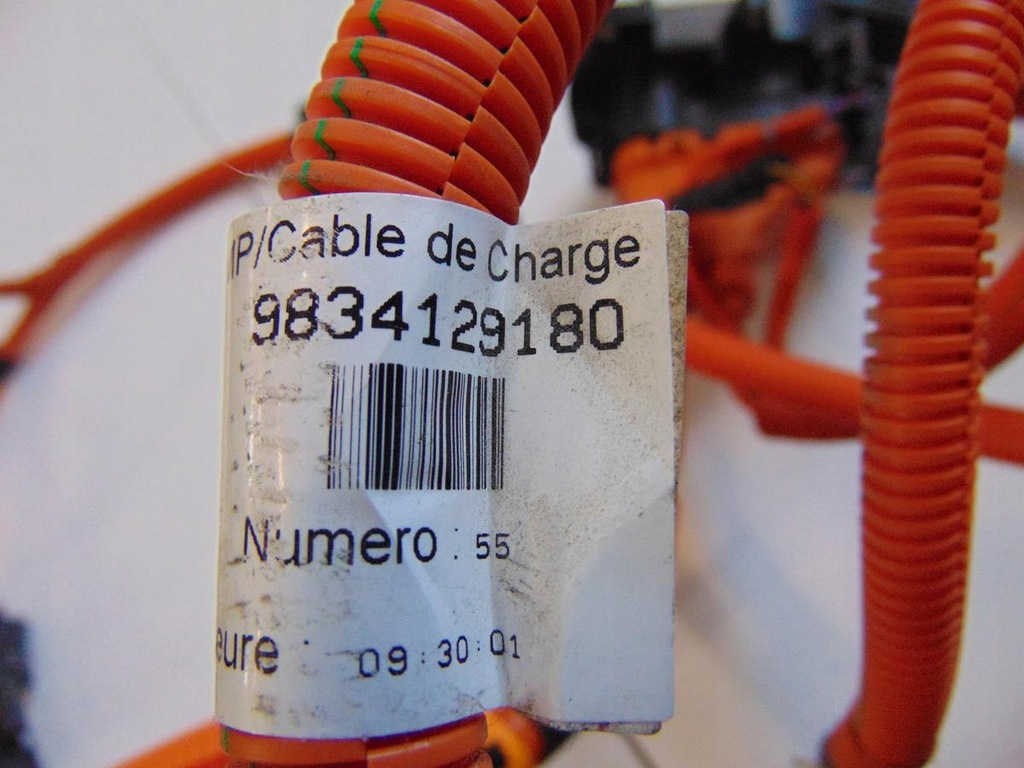 IP/Cable de Charge
9834129180
Numero : 55
eure : 09:30:01